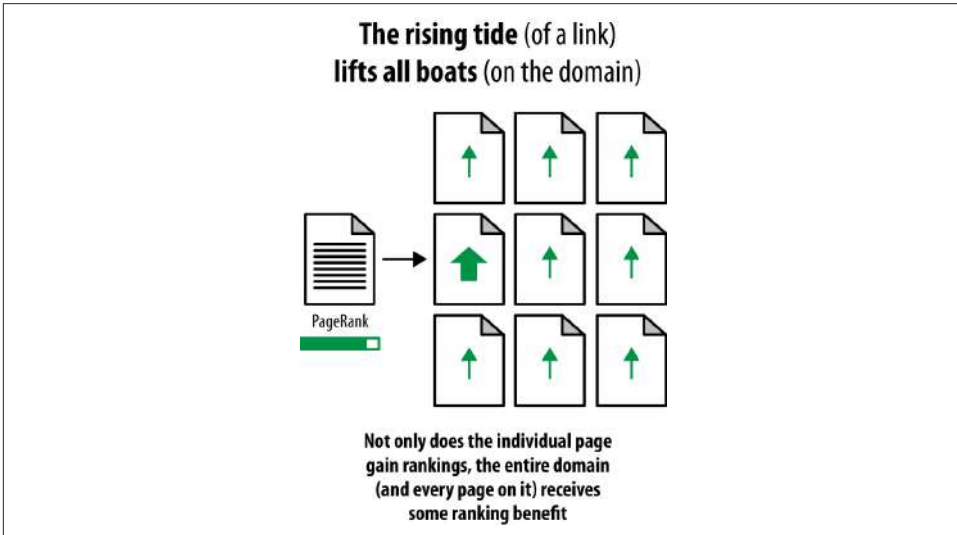 The rising tide (of a link)
lifts all boats (on the domain)
PageRank
Not only does the individual page
gain rankings, the entire domain
(and every page on it) receives
some ranking benefit